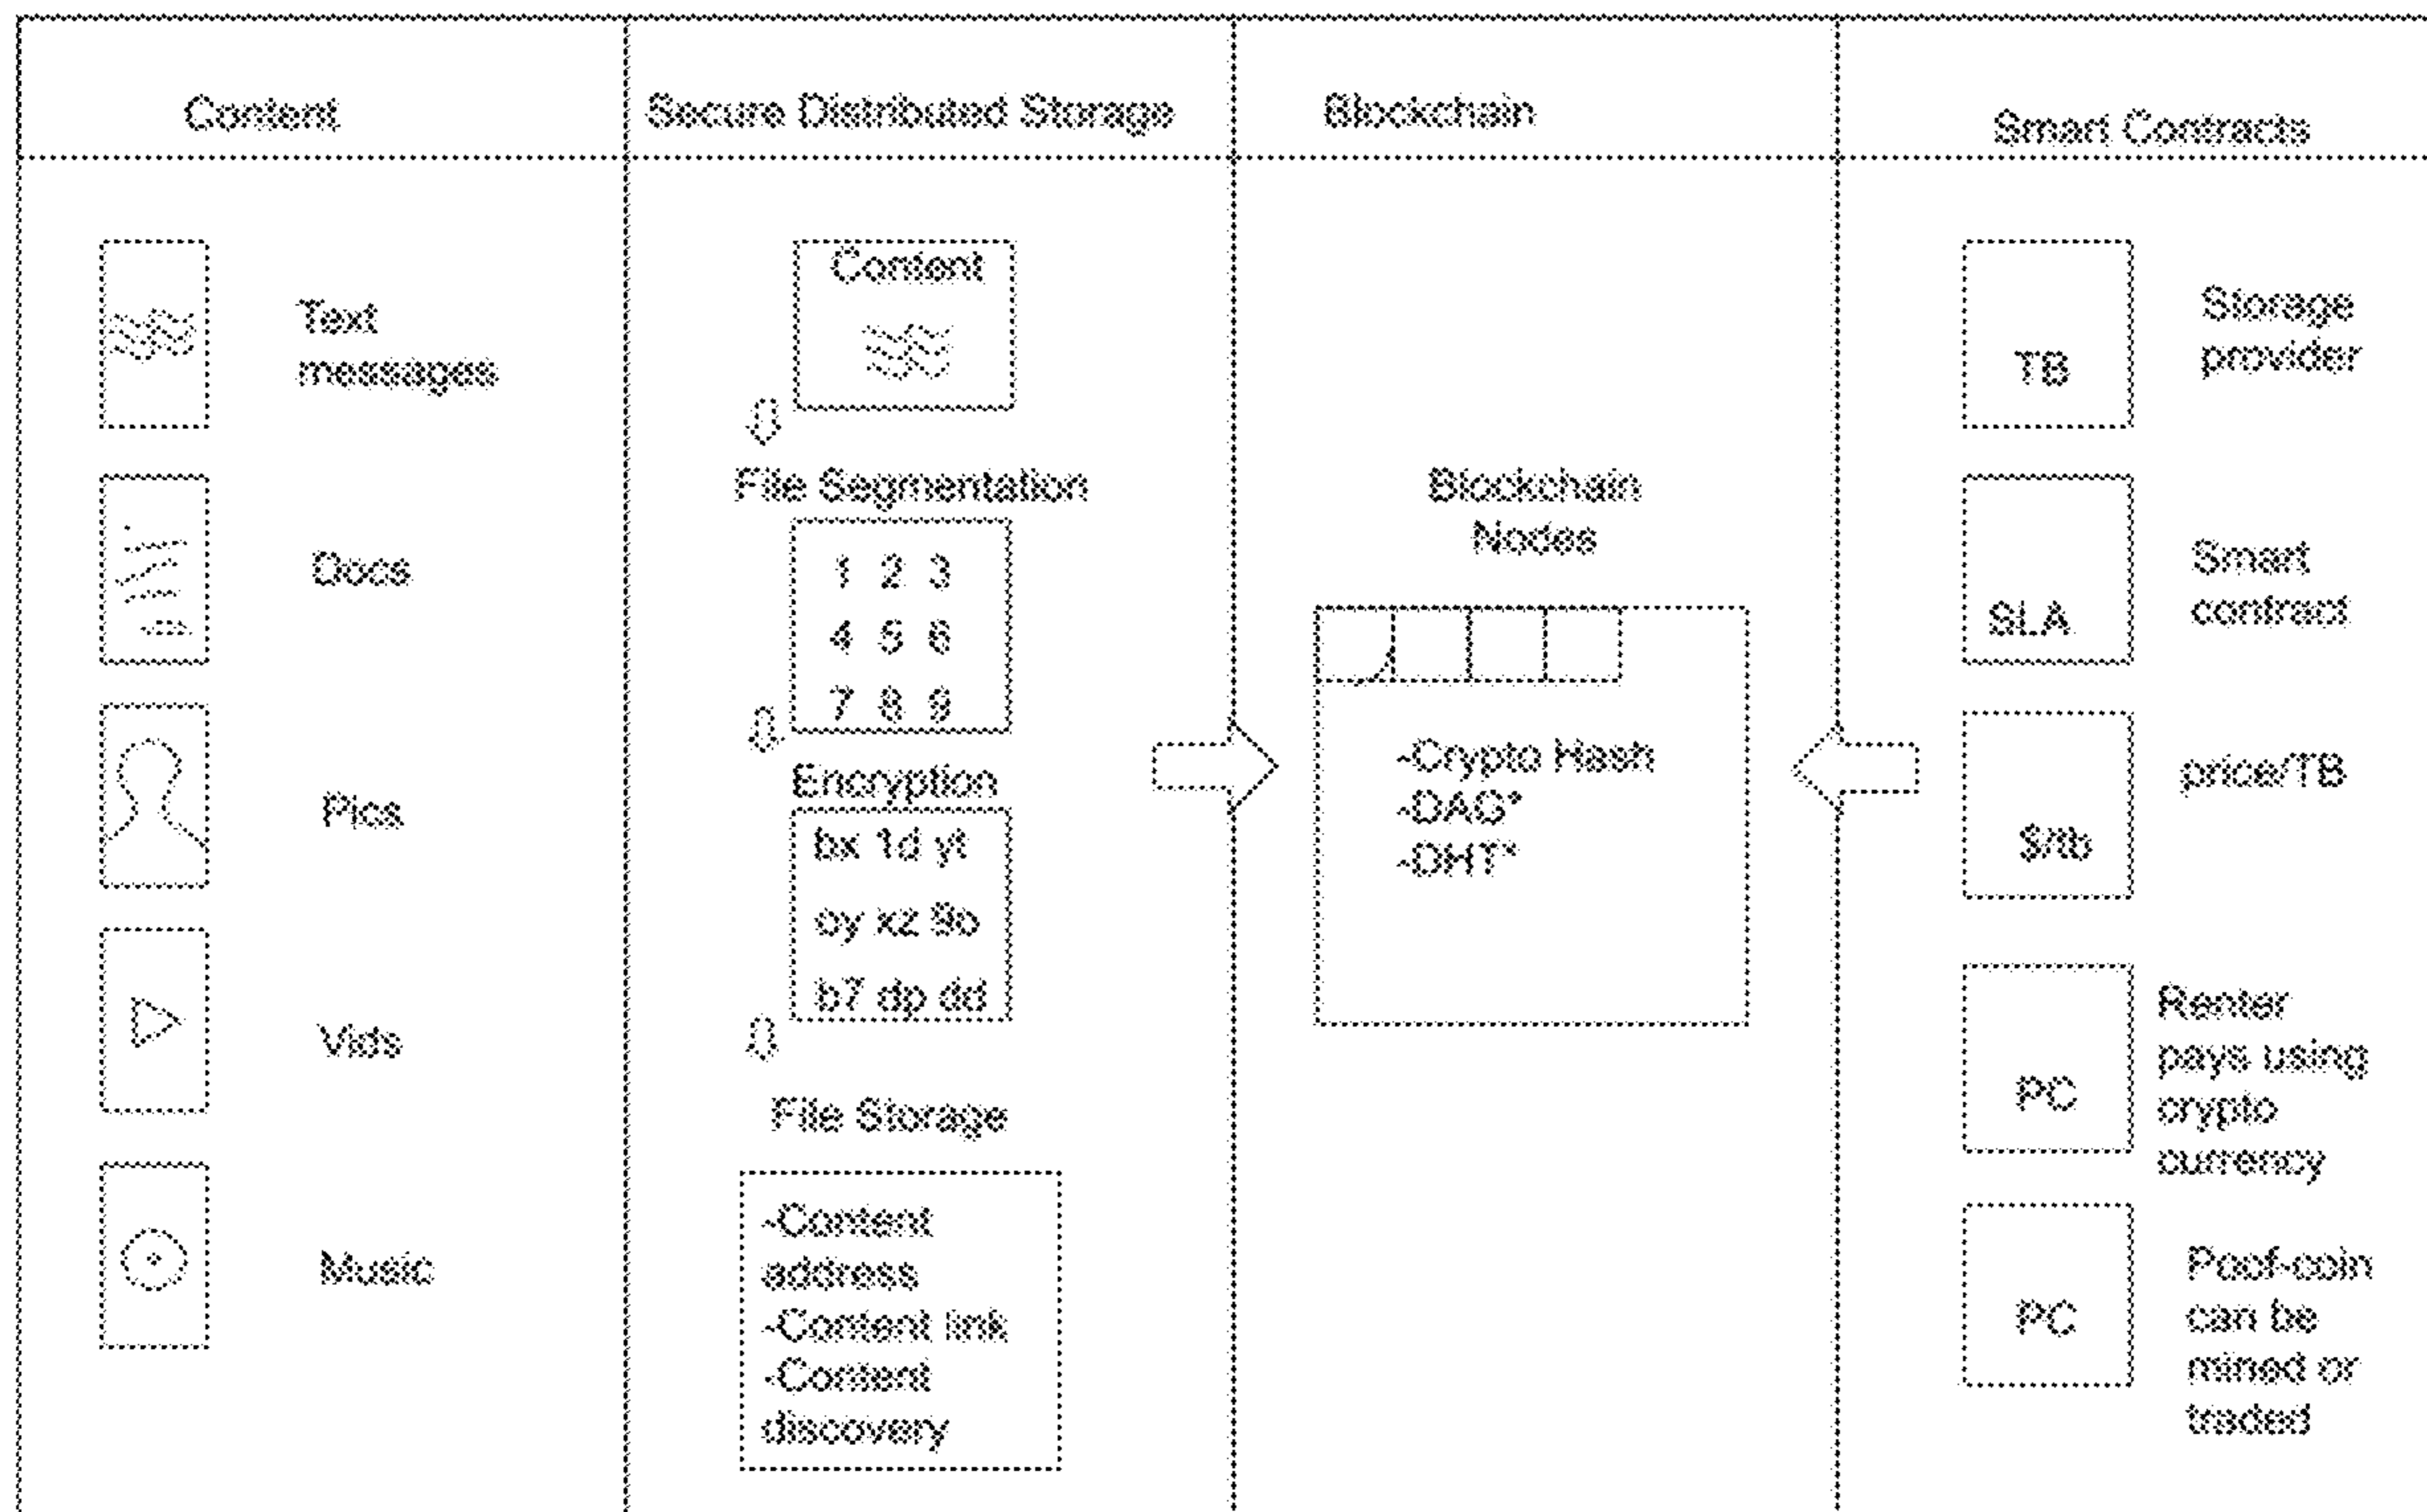 Content
Secure Distributed Storage
Blockchain
Smart Contracts
Text
messages
Docs
Pics
Vids
Music
Content
File Segmentation
1 2 3
4 5 6
7 8 9
Encryption
bx 1d yt
oy xz 9o
b7 dp dd
File Storage
-Content
address
-Content link
-Content
discovery
Blockchain
Nodes
-Crypto Hash
-DAG*
-DHT*
TB
Storage
provider
SLA
Smart
contract
$/tb
price/TB
PC
Renter
pays using
crypto
currency
PC
Poof-coin
can be
mined or
traded